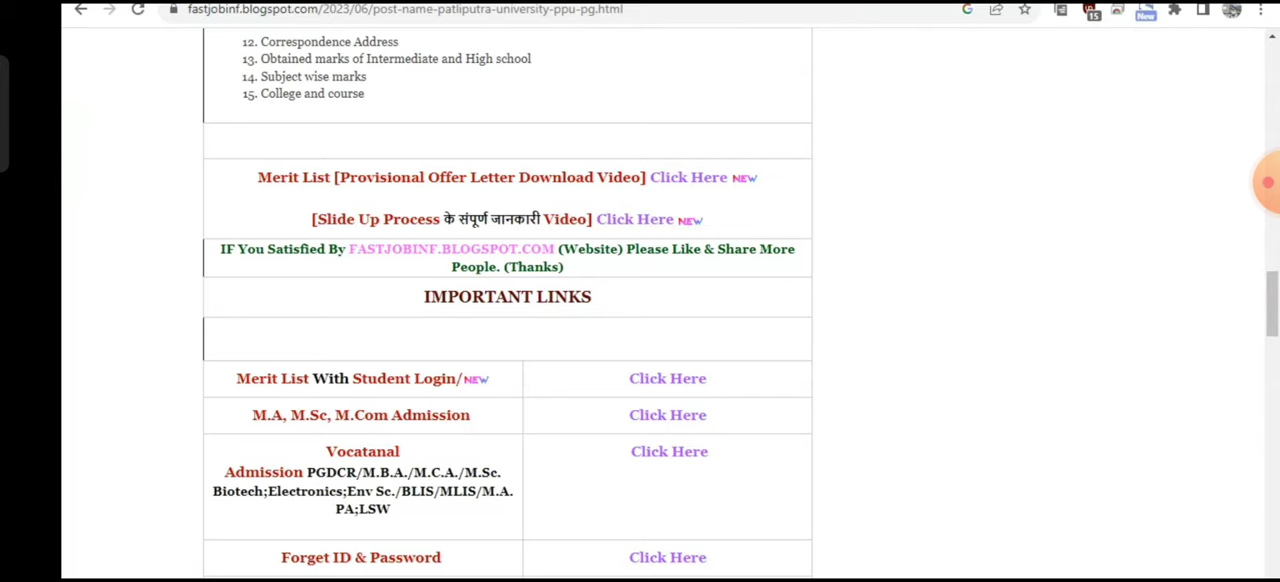 fastjobinf.blogspot.com/2023/06/post-name-patliputra-university-ppu-pg.html
15
New
12. Correspondence Address
13. Obtained marks of Intermediate and High school
14. Subject wise marks
15. College and course
Merit List [Provisional Offer Letter Download Video] Click Here NEW
[Slide Up Process के संपूर्ण जानकारी Video] Click Here NEW
IF You Satisfied By FASTJOBINF.BLOGSPOT.COM (Website) Please Like & Share More
People. (Thanks)
IMPORTANT LINKS
Merit List With Student Login/NEW
Click Here
M.A, M.Sc, M.Com Admission
Click Here
Vocatanal
Admission PGDCR/M.B.A./M.C.A./M.Sc.
Biotech;Electronics;Env Sc./BLIS/MLIS/M.A.
PA;LSW
Click Here
Forget ID & Password
Click Here